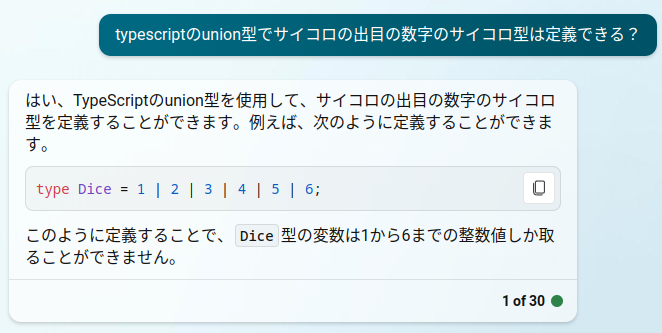 typescriptのunion型でサイコロの出目の数字のサイコロ型は定義できる？
はい、TypeScriptのunion型を使用して、サイコロの出目の数字のサイコロ
型を定義することができます。例えば、次のように定義することができま
す。
type Dice = 1 | 2 | 3 | 4 | 5 | 6;
このように定義することで、 Dice 型の変数は1から6までの整数値しか取
ることができません。
1 of 30